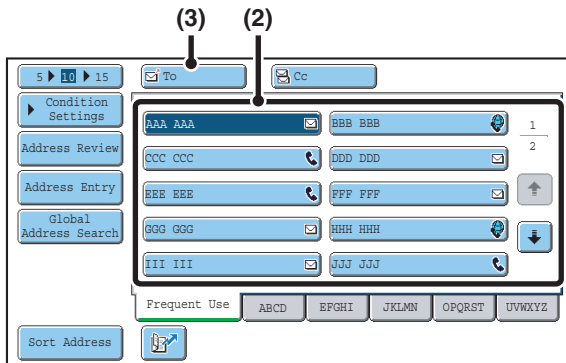 (3) (2)
5 10 15
To
Cc
Condition
Settings
Address Review
Address Entry
Global
Address Search
AAA AAA
BBB BBB
CCC CCC
DDD DDD
EEE EEE
FFF FFF
GGG GGG
HHH HHH
III III
JJJ JJJ
1
2
Frequent Use ABCD EFGHI JKLMN OPQRST UVWXYZ
Sort Address